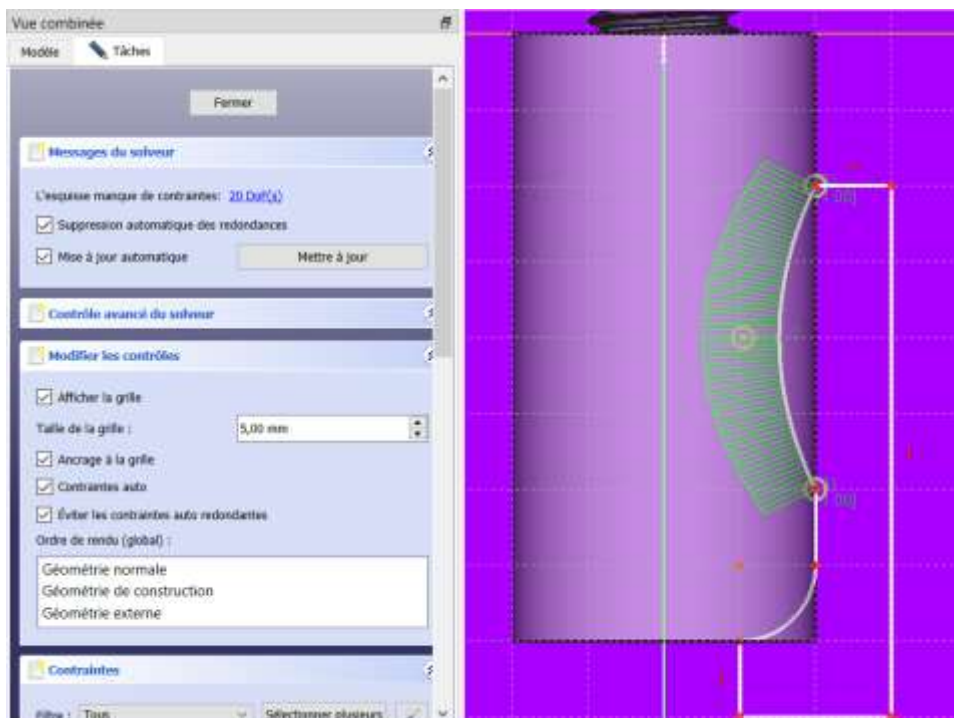 Vue combinée
Modèle
Tâches
Fermer
Messages du solveur
L'esquisse manque de contraintes: 20 DoF(s)
Suppression automatique des redondances
Mise à jour automatique
Mettre à jour
Contrôle avancé du solveur
Modifier les contrôles
Afficher la grille
Taille de la grille :
5,00 mm
Ancrage à la grille
Contraintes auto
Éviter les contraintes auto redondantes
Ordre de rendu (global) :
Géométrie normale
Géométrie de construction
Géométrie externe
Contraintes
Filtre : Tous
Sélectionner plusieurs